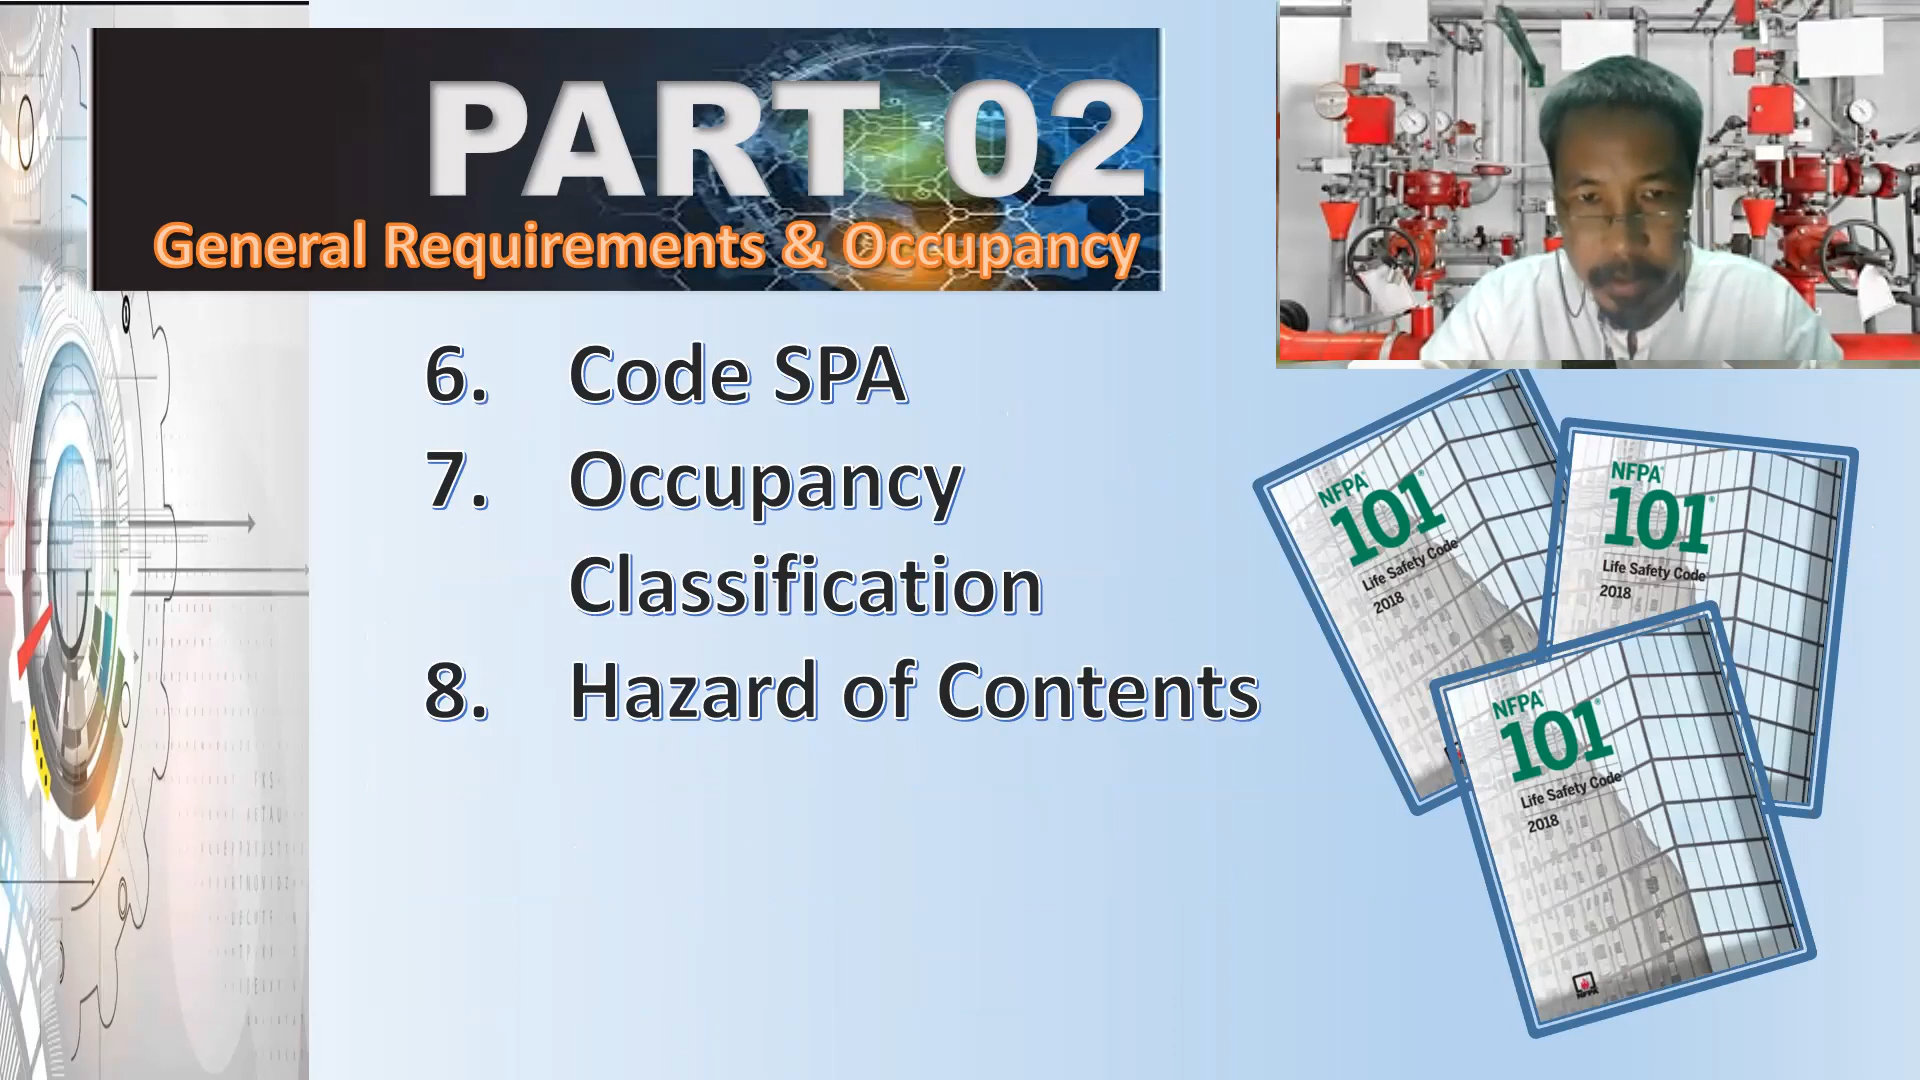 PART 02
General Requirements & Occupancy
6. Code SPA
7. Occupancy
Classification
8. Hazard of Contents
NFPA®
101®
Life Safety Code
2018
NFPA®
101®
Life Safety Code
2018
NFPA®
101®
Life Safety Code
2018
NFPA